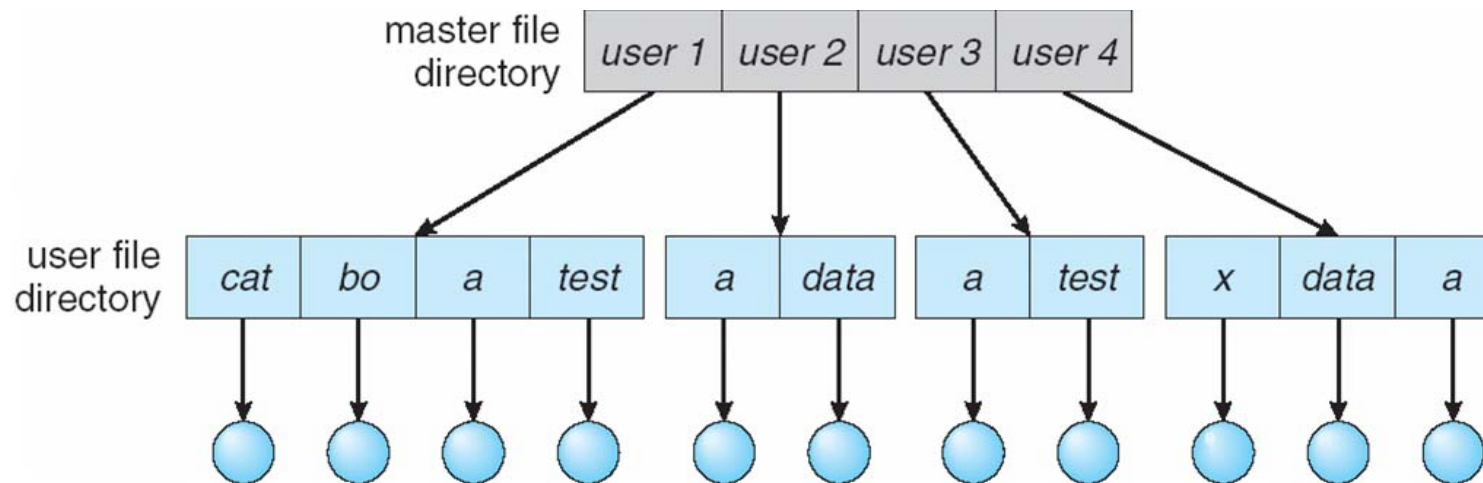 master file
directory
user 1 user 2 user 3 user 4
user file
directory
cat bo a test a data a test x data a